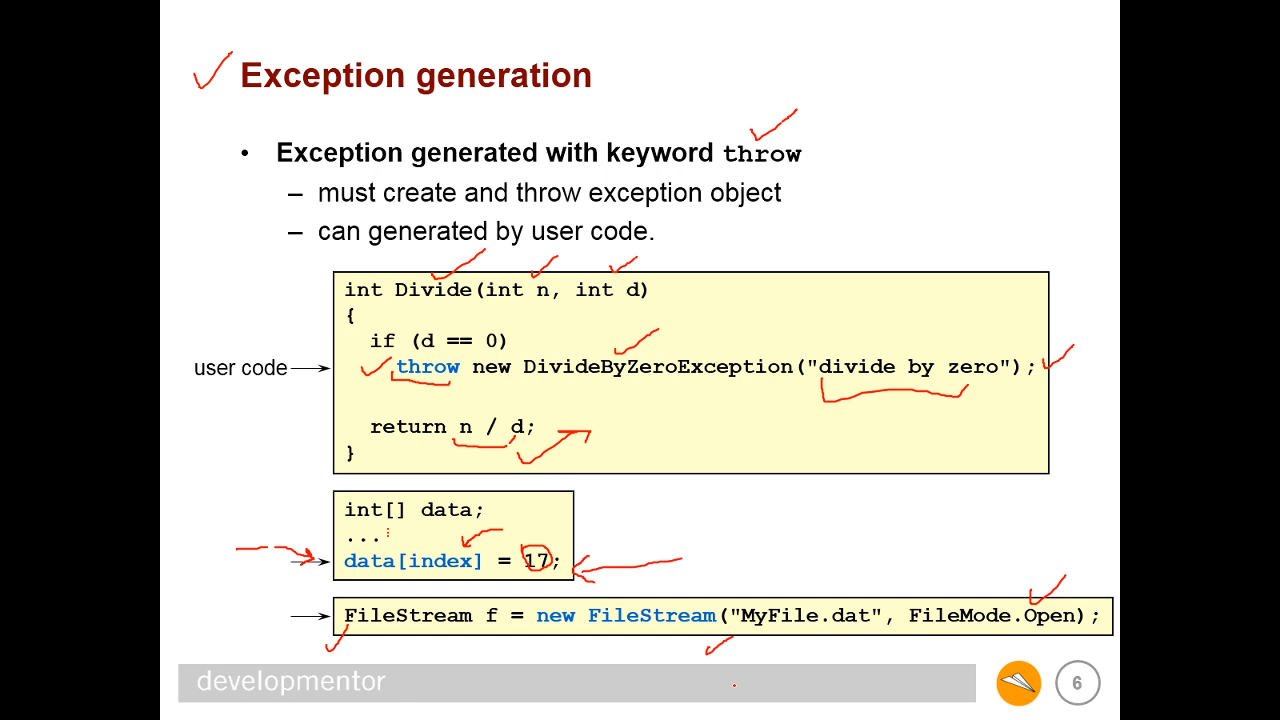 Exception generation
• Exception generated with keyword throw
– must create and throw exception object
– can generated by user code.
int Divide(int n, int d)
{
if (d == 0)
user code
throw new DivideByZeroException("divide by zero");
return n / d;
}
int[] data;
...
data[index] = 17;
FileStream f = new FileStream("MyFile.dat", FileMode.Open);
developmentor
6